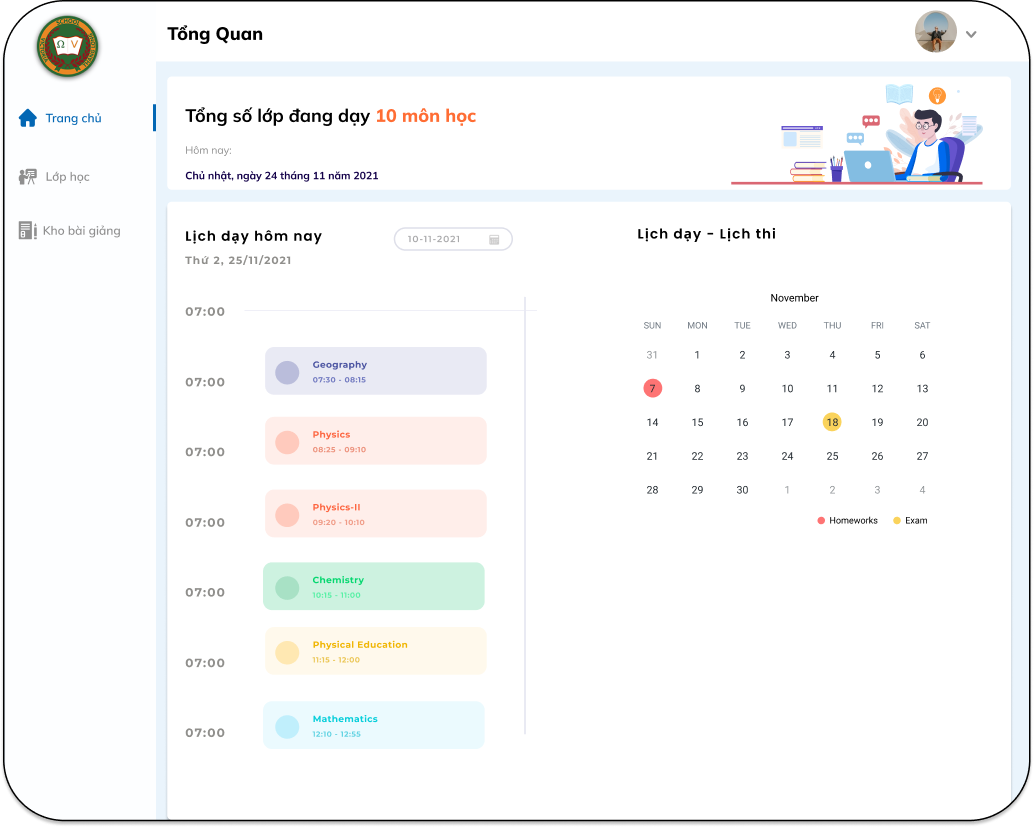 Tổng Quan
Trang chủ
Lớp học
Kho bài giảng
Tổng số lớp đang dạy 10 môn học
Hôm nay:
Chủ nhật, ngày 24 tháng 11 năm 2021
Lịch dạy hôm nay
10-11-2021
Thứ 2, 25/11/2021
07:00
07:00
Geography
07:30 - 08:15
07:00
Physics
08:25 - 09:10
07:00
Physics-II
09:20 - 10:10
07:00
Chemistry
10:15 - 11:00
07:00
Physical Education
11:15 - 12:00
07:00
Mathematics
12:10 - 12:55
Lịch dạy - Lịch thi
November
SUN MON TUE WED THU FRI SAT
31 1 2 3 4 5 6
7 8 9 10 11 12 13
14 15 16 17 18 19 20
21 22 23 24 25 26 27
28 29 30 1 2 3 4
Homeworks Exam